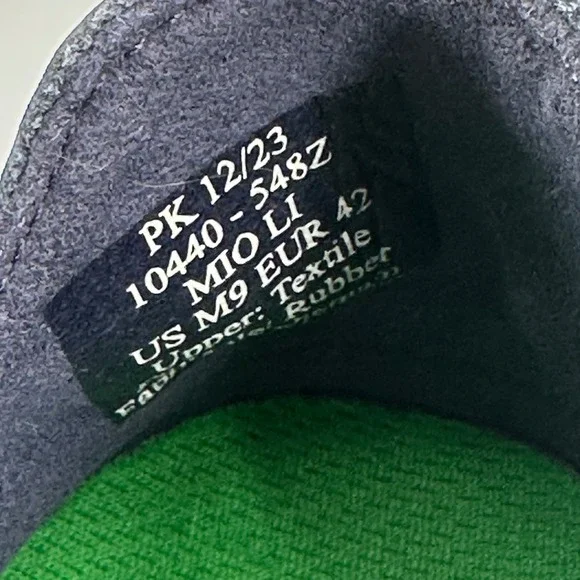 PK 12/23
10440 - 548Z
MIO LI
US M9 EUR 42
Upper: Textile
Rubber